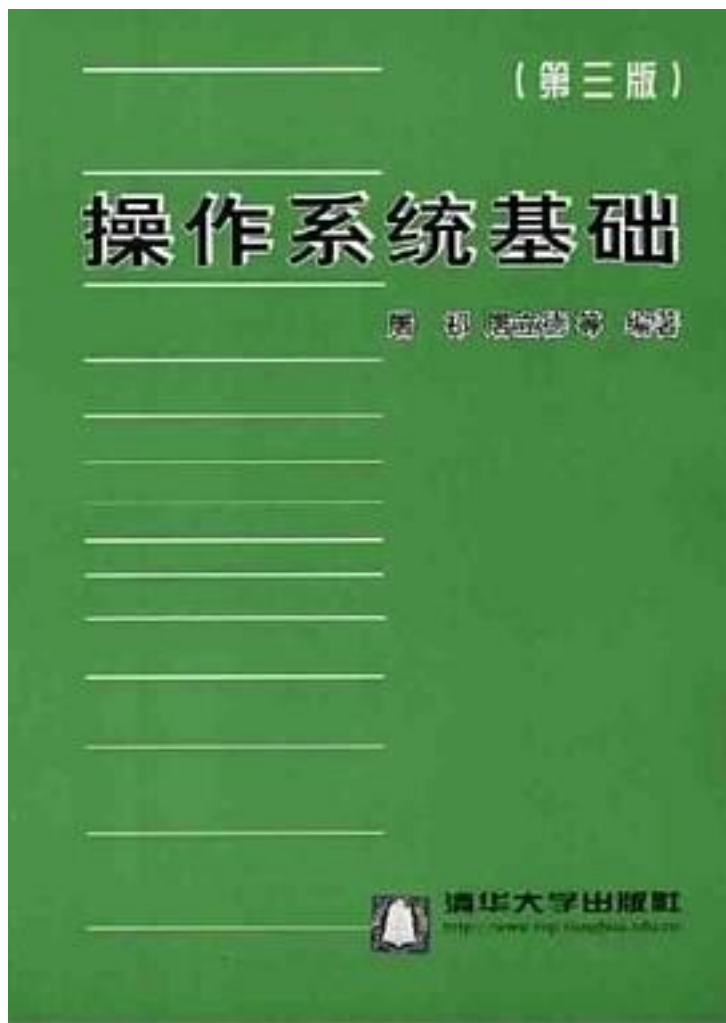 （第三版）
操作系统基础
屠 祁 屠立德 等 编著
清华大学出版社